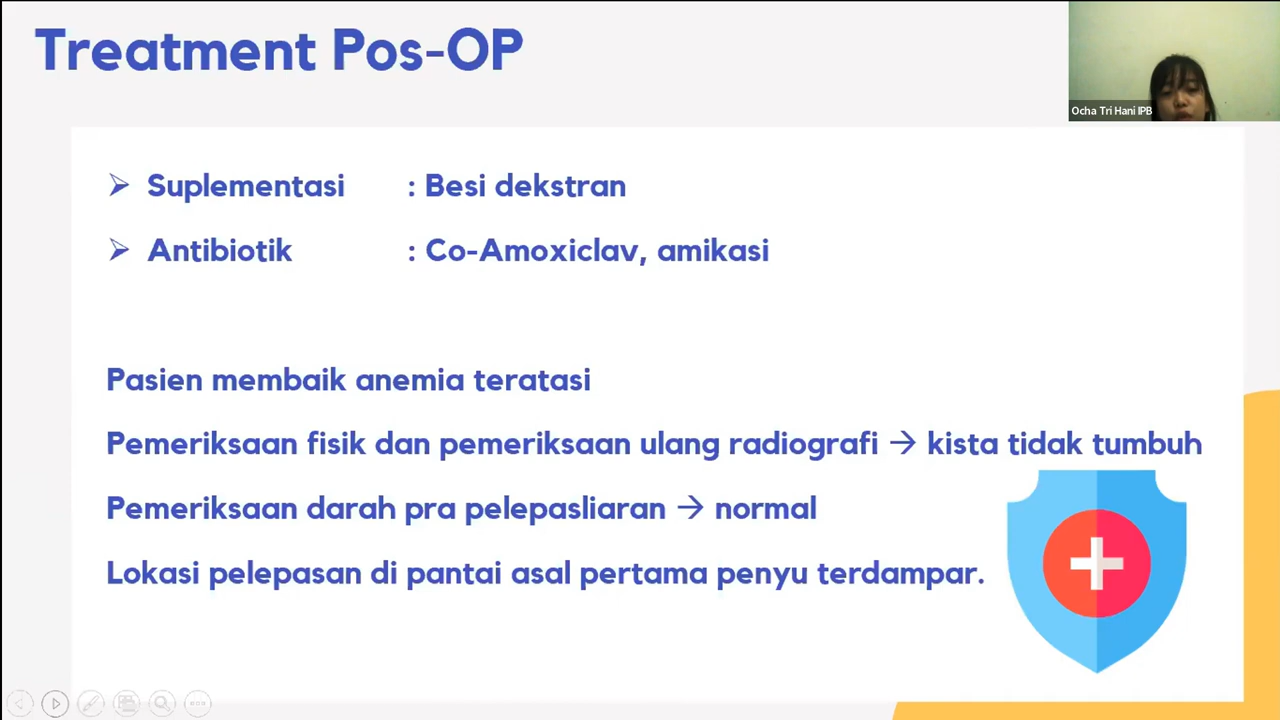 Treatment Pos-OP
Ocha Tri Hani IPB
➢ Suplementasi : Besi dekstran
➢ Antibiotik : Co-Amoxiclav, amikasi
Pasien membaik anemia teratasi
Pemeriksaan fisik dan pemeriksaan ulang radiografi → kista tidak tumbuh
Pemeriksaan darah pra pelepasliaran → normal
Lokasi pelepasan di pantai asal pertama penyu terdampar.